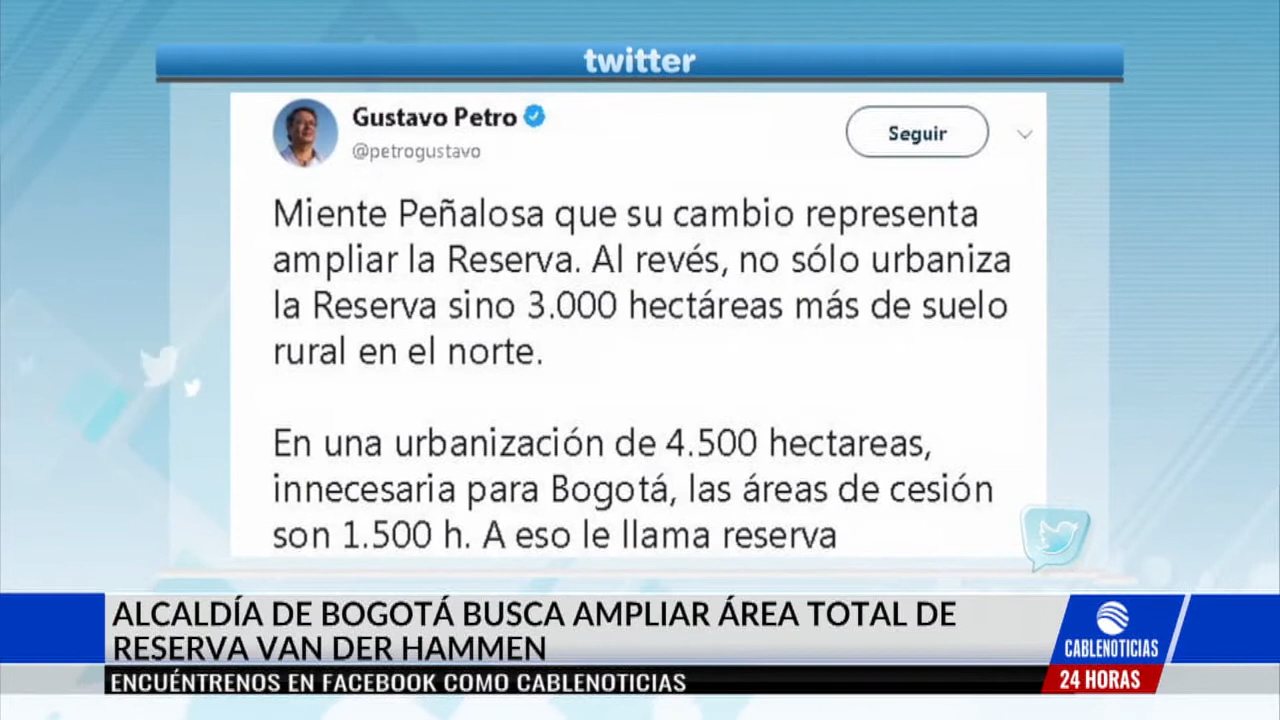 twitter
Gustavo Petro
@petrogustavo
Seguir
Miente Peñalosa que su cambio representa
ampliar la Reserva. Al revés, no sólo urbaniza
la Reserva sino 3.000 hectáreas más de suelo
rural en el norte.
En una urbanización de 4.500 hectareas,
innecesaria para Bogotá, las áreas de cesión
son 1.500 h. A eso le llama reserva
ALCALDÍA DE BOGOTÁ BUSCA AMPLIAR ÁREA TOTAL DE
RESERVA VAN DER HAMMEN
ENCUÉNTRENOS EN FACEBOOK COMO CABLENOTICIAS
CABLENOTICIAS
24 HORAS